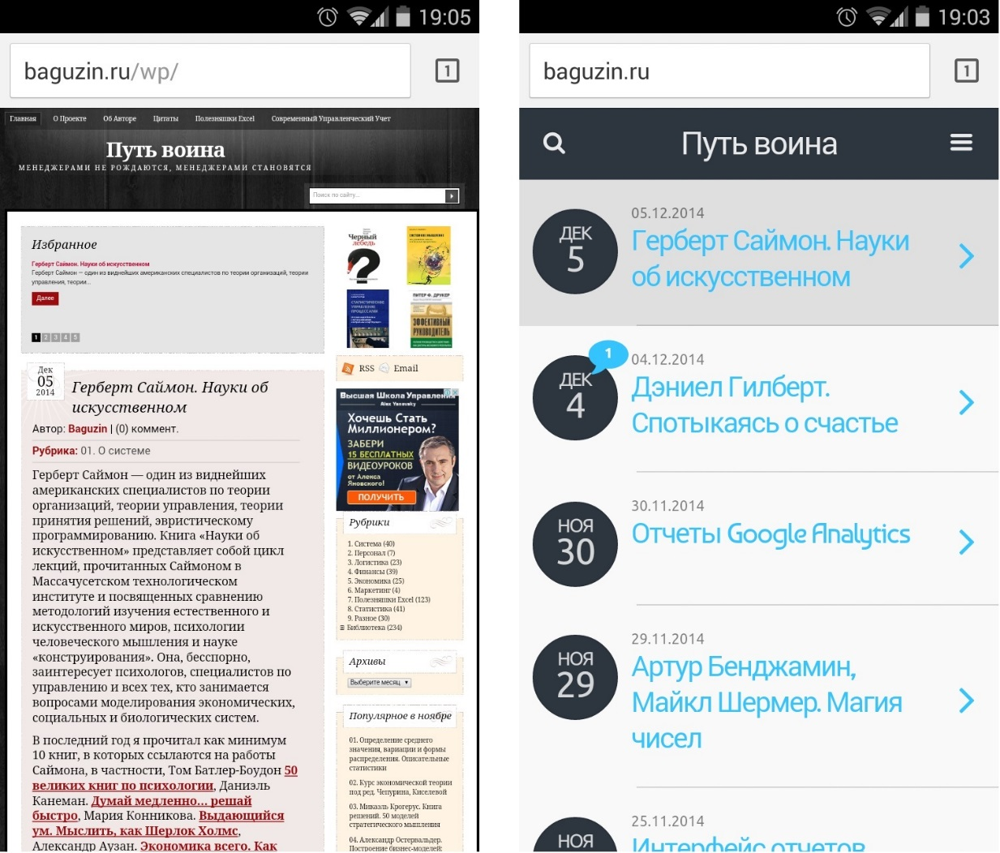 19:05
baguzin.ru/wp/
1
Главная О Проекте Об Авторе Цитаты Полезняшки Excel Современный Управленческий Учет
Путь воина
МЕНЕДЖЕРАМИ НЕ РОЖДАЮТСЯ, МЕНЕДЖЕРАМИ СТАНОВЯТСЯ
Поиск по сайту...
Избранное
Герберт Саймон. Науки об искусственном
Герберт Саймон — один из виднейших американских специалистов по теории организаций, теории
управления, теории...
Далее
1 2 3 4 5
Дек
05
2014
Герберт Саймон. Науки об
искусственном
Автор: Baguzin | (0) коммент.
Рубрика: 01. О системе
Герберт Саймон — один из виднейших
американских специалистов по теории
организаций, теории управления, теории
принятия решений, эвристическому
программированию. Книга «Науки об
искусственном» представляет собой цикл
лекций, прочитанных Саймоном в
Массачусетском технологическом
институте и посвященных сравнению
методологий изучения естественного и
искусственного миров, психологии
человеческого мышления и науке
«конструирования». Она, бесспорно,
заинтересует психологов, специалистов по
управлению и всех тех, кто занимается
вопросами моделирования экономических,
социальных и биологических систем.
В последний год я прочитал как минимум
10 книг, в которых ссылаются на работы
Саймона, в частности, Том Батлер-Боудон 50
великих книг по психологии, Даниэль
Канеман. Думай медленно... решай
быстро, Мария Конникова. Выдающийся
ум. Мыслить, как Шерлок Холмс,
Александр Аузан. Экономика всего. Как
Черный
лебедь
СТАТИСТИЧЕСКОЕ
УПРАВЛЕНИЕ
ПРОЦЕССАМИ
ПИТЕР Ф. ДРУКЕР
ЭФФЕКТИВНЫЙ
РУКОВОДИТЕЛЬ
RSS Email
Высшая Школа Управления
Alex Yanovsky
Хочешь Стать
Миллионером?
ЗАБЕРИ
15 БЕСПЛАТНЫХ
ВИДЕОУРОКОВ
от Алекса
Яновского!
ПОЛУЧИТЬ
Рубрики
1. Система (40)
2. Персонал (7)
3. Логистика (23)
4. Финансы (39)
5. Экономика (25)
6. Маркетинг (4)
7. Полезняшки Excel (123)
8. Статистика (41)
9. Разное (30)
Библиотека (234)
Архивы
Выберите месяц
Популярное в ноябре
01. Определение среднего
значения, вариации и формы
распределения. Описательные
статистики
02. Курс экономической теории
под ред. Чепурина, Киселевой
03. Микаэль Крогерус. Книга
решений. 50 моделей
стратегического мышления
04. Александр Остервальдер.
Построение бизнес-моделей:
19:03
baguzin.ru
1
Путь воина
ДЕК
5
05.12.2014
Герберт Саймон. Науки
об искусственном
1
ДЕК
4
04.12.2014
Дэниел Гилберт.
Спотыкаясь о счастье
НОЯ
30
30.11.2014
Отчеты Google Analytics
НОЯ
29
29.11.2014
Артур Бенджамин,
Майкл Шермер. Магия
чисел
НОЯ
25.11.2014
Интерфейс отчетов